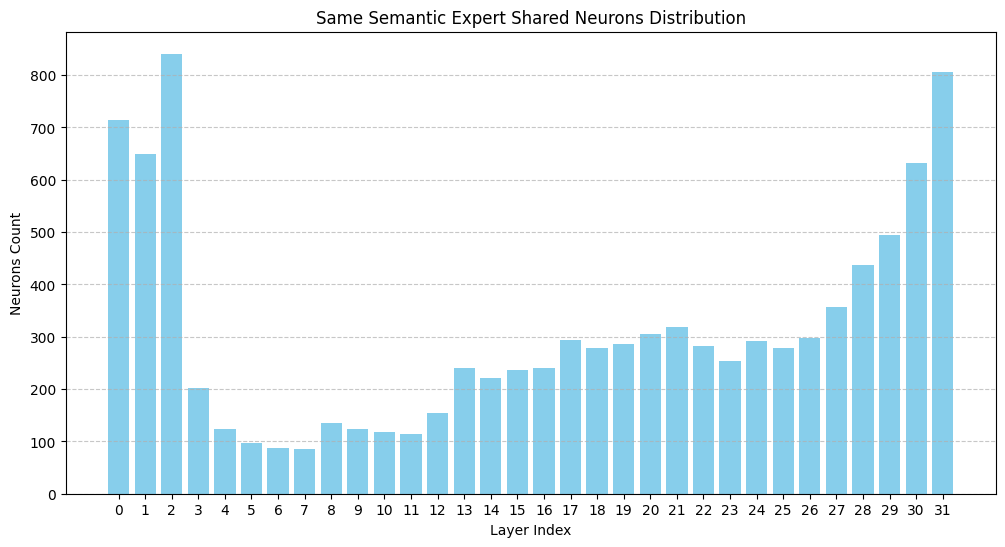 Same Semantic Expert Shared Neurons Distribution
Neurons Count
800
700
600
500
400
300
200
100
0
0 1 2 3 4 5 6 7 8 9 10 11 12 13 14 15 16 17 18 19 20 21 22 23 24 25 26 27 28 29 30 31
Layer Index